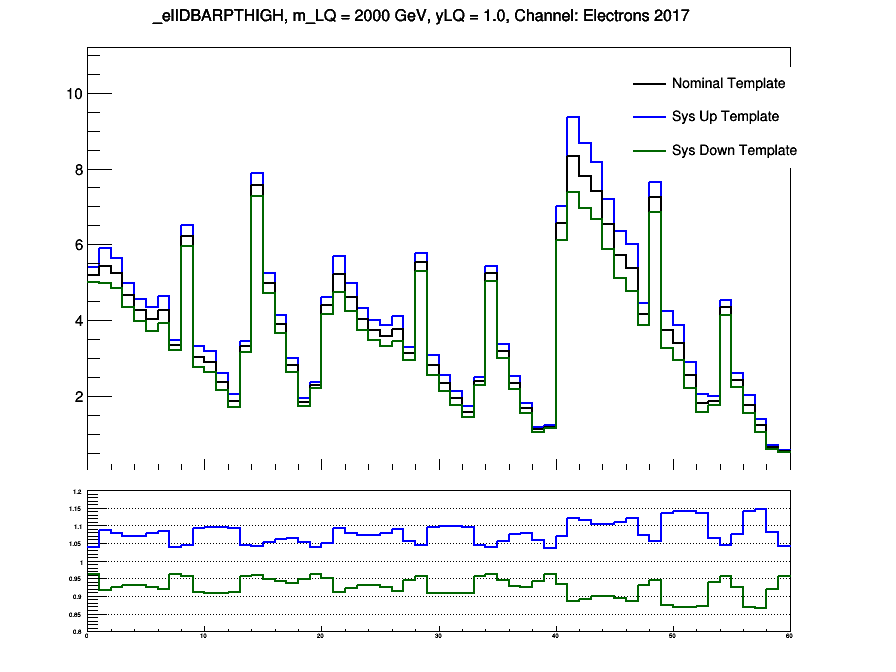 _elIDBARPTHIGH, m_LQ = 2000 GeV, yLQ = 1.0, Channel: Electrons 2017
Nominal Template
Sys Up Template
Sys Down Template
10
8
6
4
2
1.2
1.15
1.1
1.05
1
0.95
0.9
0.85
0.8
0 10 20 30 40 50 60